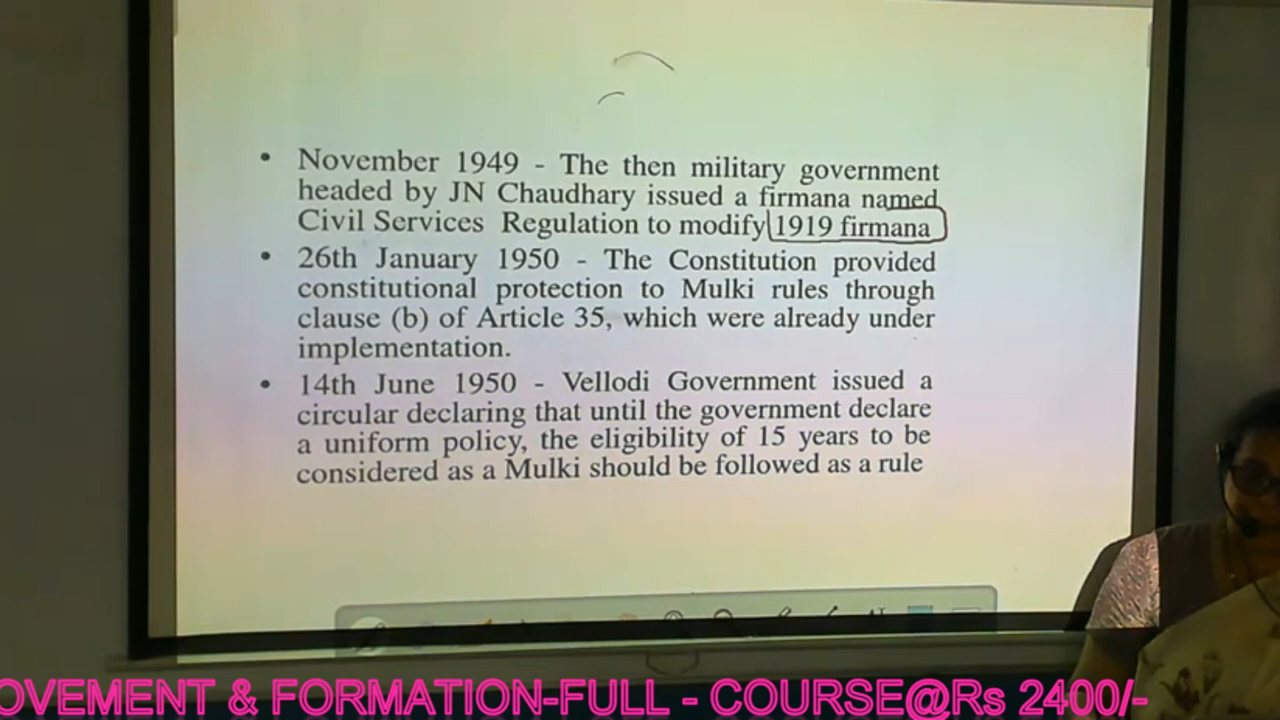 • November 1949 - The then military government
headed by JN Chaudhary issued a firmana named
Civil Services Regulation to modify 1919 firmana
• 26th January 1950 - The Constitution provided
constitutional protection to Mulki rules through
clause (b) of Article 35, which were already under
implementation.
• 14th June 1950 - Vellodi Government issued a
circular declaring that until the government declare
a uniform policy, the eligibility of 15 years to be
considered as a Mulki should be followed as a rule
OVEMENT & FORMATION-FULL - COURSE@Rs 2400/-